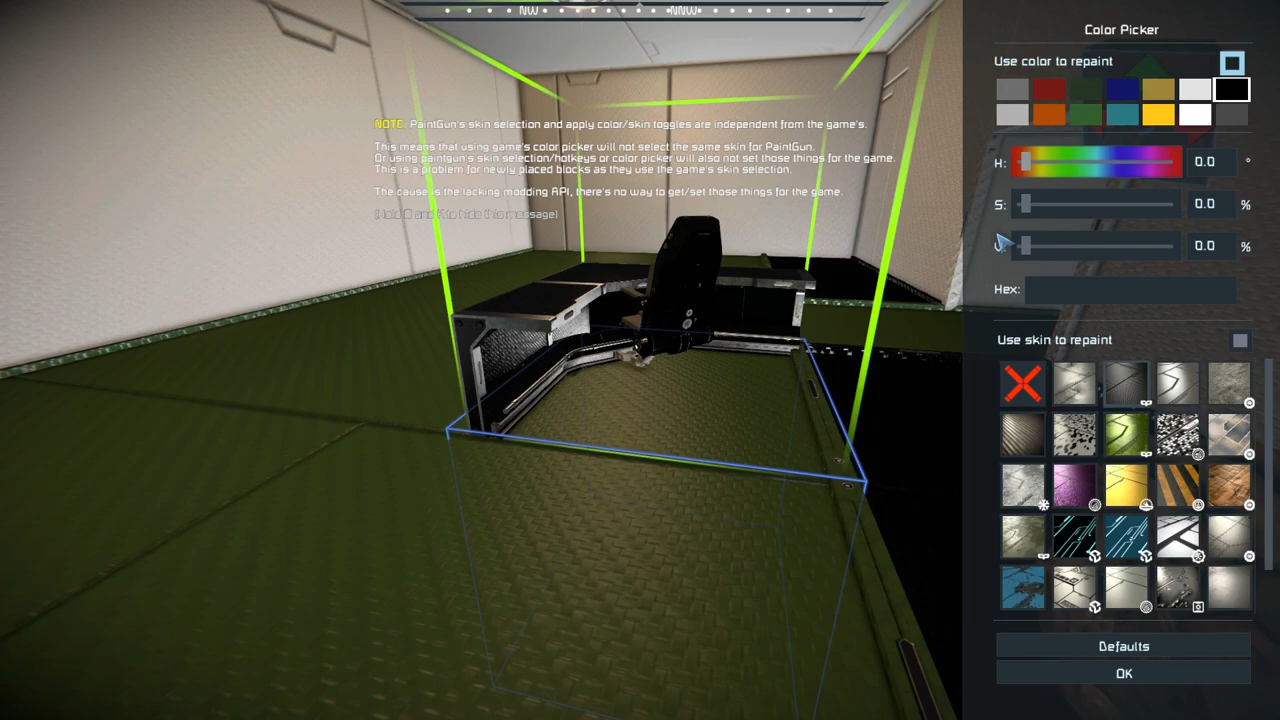 NW
NNW
Color Picker
Use color to repaint
NOTE: PaintGun's skin selection and apply color/skin toggles are independent from the game's.
This means that using game's color picker will not select the same skin for PaintGun.
Or using paintgun's skin selection/hotkeys or color picker will also not set those things for the game.
This is a problem for newly placed blocks as they use the game's skin selection.
The cause is the lacking modding API, there's no way to get/set those things for the game.
to hide this message)
H: 0.0 °
S: 0.0 %
0.0 %
Hex:
Use skin to repaint
Defaults
OK